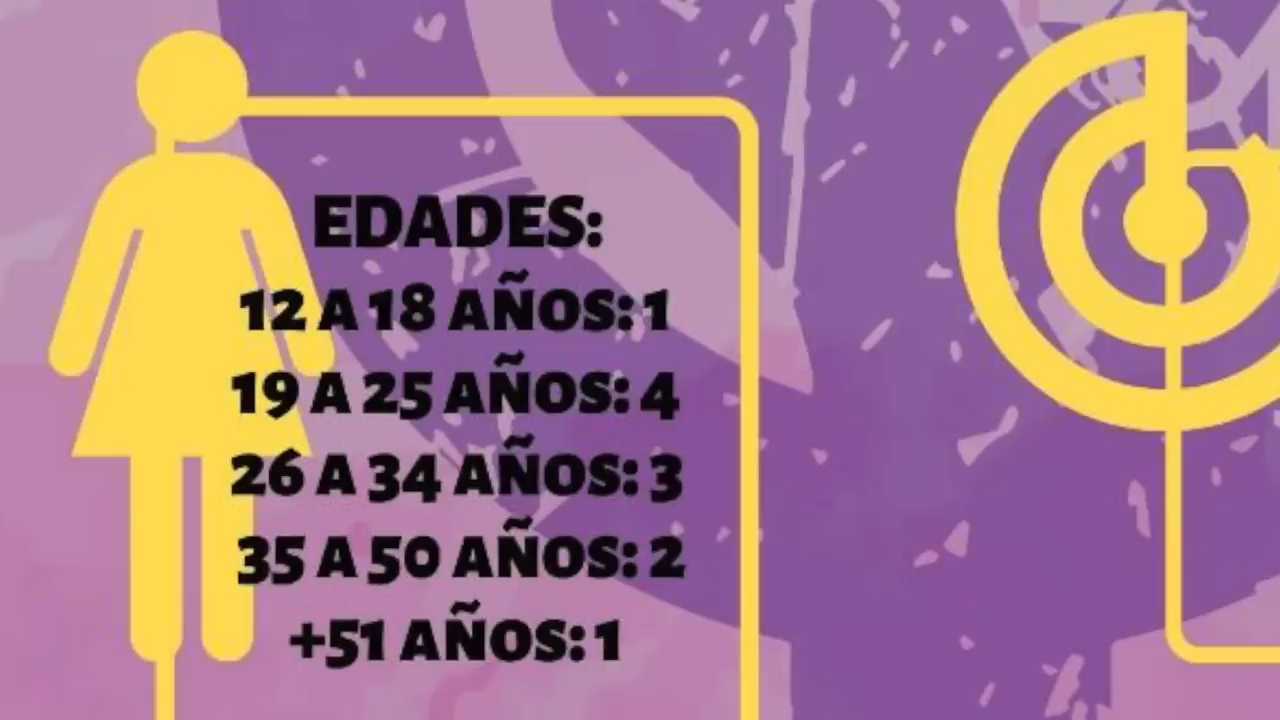 EDADES:
12 A 18 AÑOS: 1
19 A 25 AÑOS: 4
26 A 34 AÑOS: 3
35 A 50 AÑOS: 2
+51 AÑOS: 1